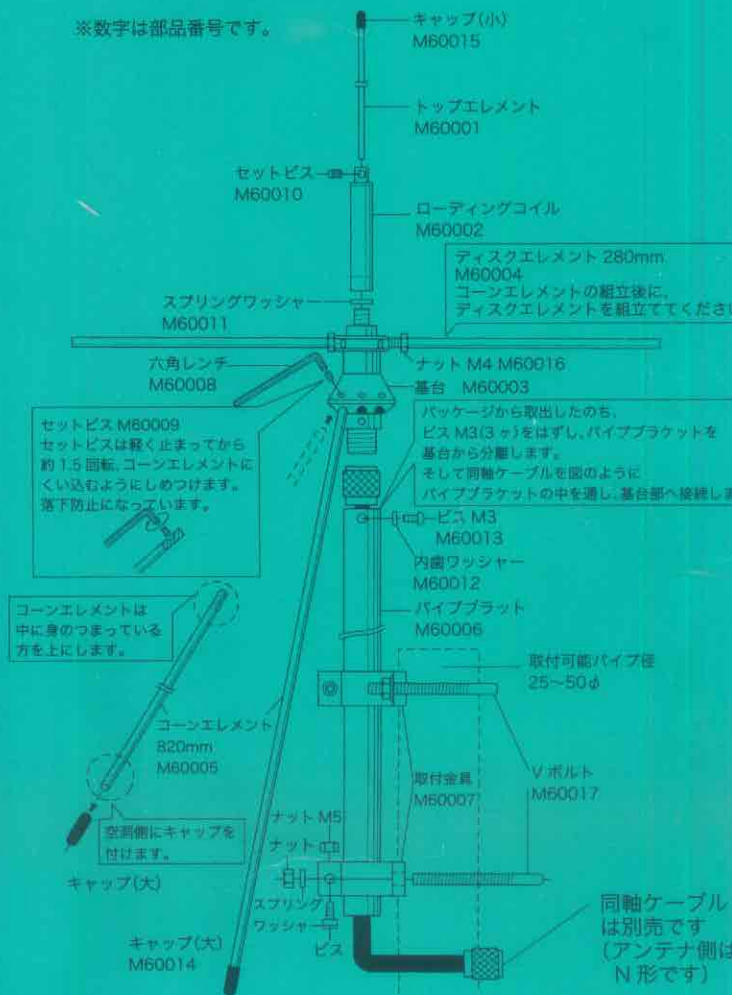 ※数字は部品番号です。
キャップ(小)
M60015
トップエレメント
M60001
セットビス
M60010
ローディングコイル
M60002
ディスクエレメント 280mm
M60004
コーンエレメントの組立後に、
ディスクエレメントを組立ててくださ
スプリングワッシャー
M60011
六角レンチ
M60008
ナット M4 M60016
基台 M60003
セットビス M60009
セットビスは軽く止まってから
約 1.5 回転、コーンエレメントに
くい込むようにしめつけます。
落下防止になっています。
パッケージから取出したのち、
ビス M3(3 ヶ)をはずし、パイプブラケットを
基台から分離します。
そして同軸ケーブルを図のように
パイプブラケットの中を通し、基台部へ接続しま
ビス M3
M60013
内歯ワッシャー
M60012
パイプブラット
M60006
コーンエレメントは
中に身のつまっている
方を上にします。
取付可能パイプ径
25〜50φ
コーンエレメント
820mm
M60005
取付金具
M60007
Vボルト
M60017
空洞側にキャップを
付けます。
キャップ(大)
ナット M5
ナット
スプリング
ワッシャー
ビス
キャップ(大)
M60014
同軸ケーブル
は別売です
(アンテナ側は
N 形です)